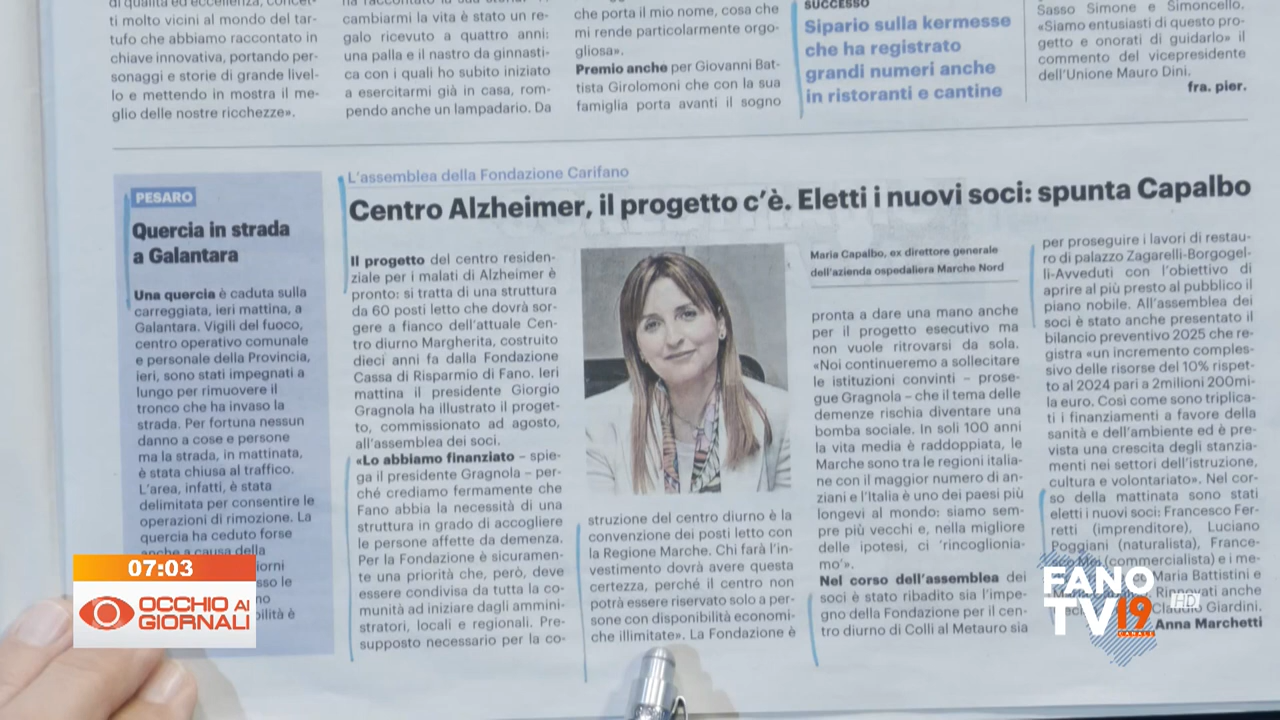 di qualità ed eccellenza, concet-
ti molto vicini al mondo del tar-
tufo che abbiamo raccontato in
chiave innovativa, portando per-
sonaggi e storie di grande livel-
lo e mettendo in mostra il me-
glio delle nostre ricchezze».
cambiarmi la vita è stato un re-
galo ricevuto a quattro anni:
una palla e il nastro da ginnasti-
ca con i quali ho subito iniziato
a esercitarmi già in casa, rom-
pendo anche un lampadario. Da
che porta il mio nome, cosa che
mi rende particolarmente orgo-
gliosa».
Premio anche per Giovanni Bat-
tista Girolomoni che con la sua
famiglia porta avanti il sogno
SUCCESSO
Sipario sulla kermesse
che ha registrato
grandi numeri anche
in ristoranti e cantine
Sasso Simone e Simoncello.
«Siamo entusiasti di questo pro-
getto e onorati di guidarlo» il
commento del vicepresidente
dell'Unione Mauro Dini.
fra. pier.
PESARO
Quercia in strada
a Galantara
Una quercia è caduta sulla
carreggiata, ieri mattina, a
Galantara. Vigili del fuoco,
centro operativo comunale
e personale della Provincia,
ieri, sono stati impegnati a
lungo per rimuovere il
tronco che ha invaso la
strada. Per fortuna nessun
danno a cose e persone
ma la strada, in mattinata,
è stata chiusa al traffico.
L'area, infatti, è stata
delimitata per consentire le
operazioni di rimozione. La
quercia ha ceduto forse
anche a causa della
L'assemblea della Fondazione Carifano
Centro Alzheimer, il progetto c'è. Eletti i nuovi soci: spunta Capalbo
Il progetto del centro residen-
ziale per i malati di Alzheimer è
pronto: si tratta di una struttura
da 60 posti letto che dovrà sor-
gere a fianco dell'attuale Cen-
tro diurno Margherita, costruito
dieci anni fa dalla Fondazione
Cassa di Risparmio di Fano. Ieri
mattina il presidente Giorgio
Gragnola ha illustrato il proget-
to, commissionato ad agosto,
all'assemblea dei soci.
«Lo abbiamo finanziato – spie-
ga il presidente Gragnola – per-
ché crediamo fermamente che
Fano abbia la necessità di una
struttura in grado di accogliere
le persone affette da demenza.
Per la Fondazione è sicuramen-
te una priorità che, però, deve
essere condivisa da tutta la co-
munità ad iniziare dagli ammini-
stratori, locali e regionali. Pre-
supposto necessario per la co-
struzione del centro diurno è la
convenzione dei posti letto con
la Regione Marche. Chi farà l'in-
vestimento dovrà avere questa
certezza, perché il centro non
potrà essere riservato solo a per-
sone con disponibilità economi-
che illimitate». La Fondazione è
Maria Capalbo, ex direttore generale
dell'azienda ospedaliera Marche Nord
pronta a dare una mano anche
per il progetto esecutivo ma
non vuole ritrovarsi da sola.
«Noi continueremo a sollecitare
le istituzioni convinti – prose-
gue Gragnola – che il tema delle
demenze rischia diventare una
bomba sociale. In soli 100 anni
la vita media è raddoppiata, le
Marche sono tra le regioni italia-
ne con il maggior numero di an-
ziani e l'Italia è uno dei paesi più
longevi al mondo: siamo sem-
pre più vecchi e, nella migliore
delle ipotesi, ci 'rincoglionia-
mo'».
Nel corso dell'assemblea dei
soci è stato ribadito sia l'impe-
gno della Fondazione per il cen-
tro diurno di Colli al Metauro sia
per proseguire i lavori di restau-
ro di palazzo Zagarelli-Borgogel-
li-Avveduti con l'obiettivo di
aprire al più presto al pubblico il
piano nobile. All'assemblea dei
soci è stato anche presentato il
bilancio preventivo 2025 che re-
gistra «un incremento comples-
sivo delle risorse del 10% rispet-
to al 2024 pari a 2milioni 200mi-
la euro. Così come sono triplica-
ti i finanziamenti a favore della
sanità e dell'ambiente ed è pre-
vista una crescita degli stanzia-
menti nei settori dell'istruzione,
cultura e volontariato». Nel cor-
so della mattinata sono stati
eletti i nuovi soci: Francesco Fer-
retti (imprenditore), Luciano
Poggiani (naturalista), France-
(commercialista) e i me-
Maria Battistini e
anche
Giardini.
Anna Marchetti
07:03
OCCHIO AI
GIORNALI
FANO
TV19
HD
CANALE